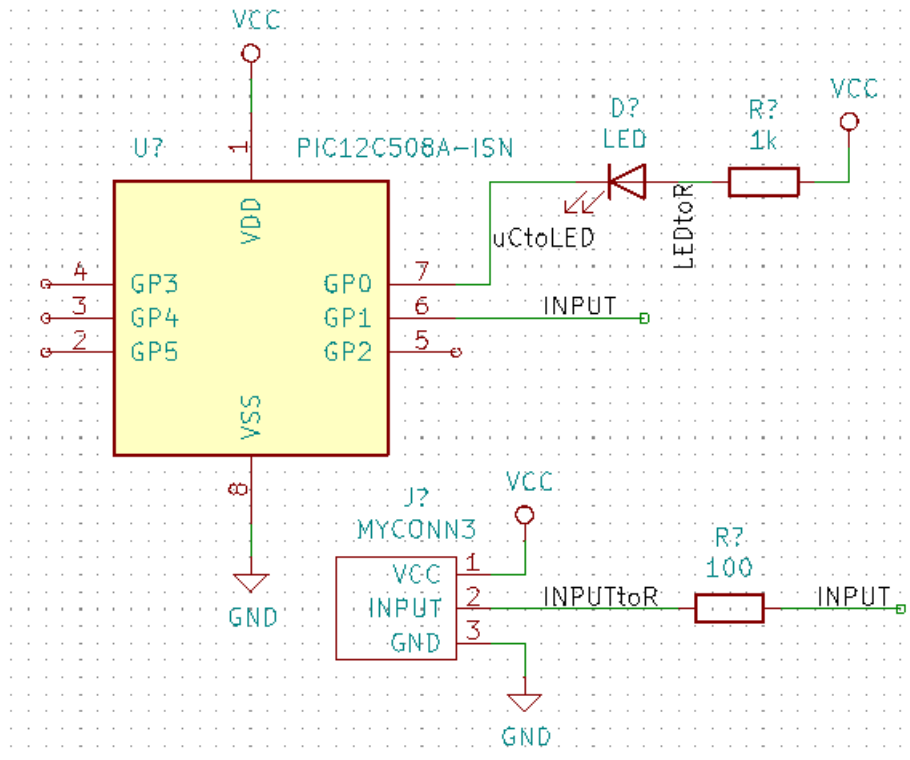 VCC
U?
1
PIC12C508A-ISN
VDD
4
GP3
3
GP4
2
GP5
GP0
7
GP1
6
GP2
5
VSS
8
GND
uCtoLED
D?
LED
LEDtoR
R?
1k
VCC
INPUT
J?
MYCONN3
VCC
VCC
1
INPUT
2
GND
3
GND
INPUTtoR
R?
100
INPUT